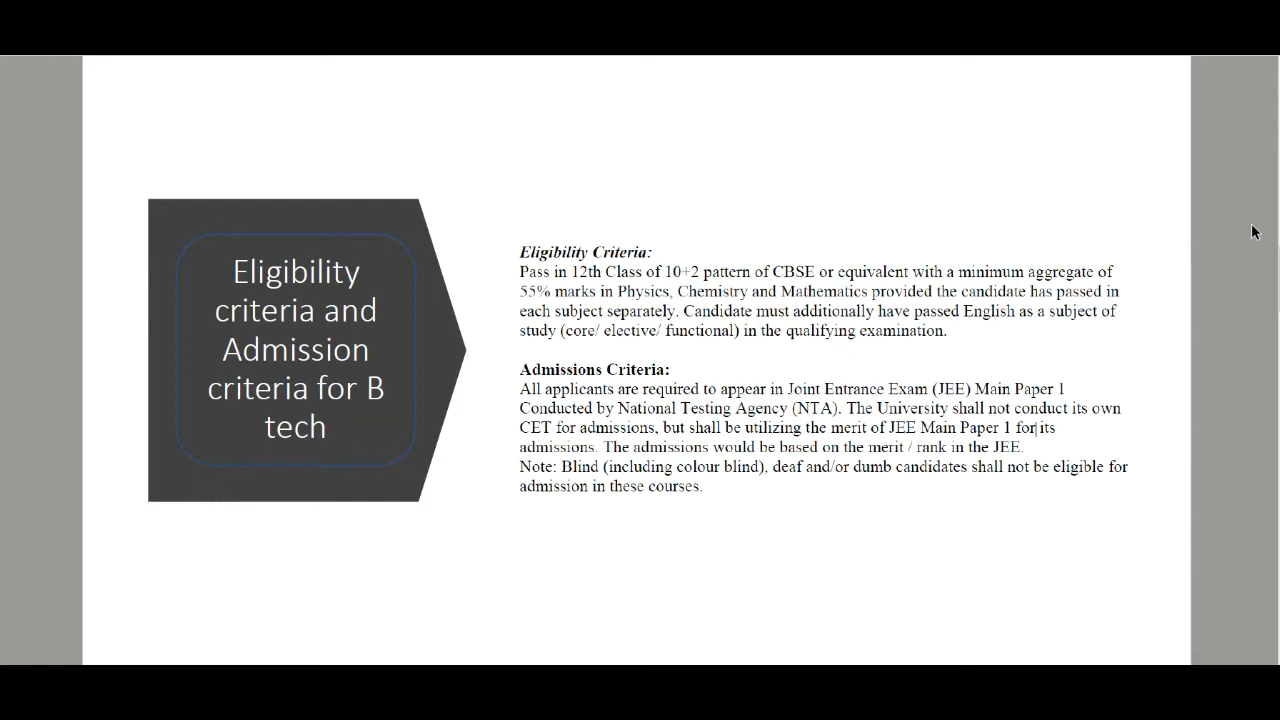 Eligibility
criteria and
Admission
criteria for B
tech
Eligibility Criteria:
Pass in 12th Class of 10+2 pattern of CBSE or equivalent with a minimum aggregate of
55% marks in Physics, Chemistry and Mathematics provided the candidate has passed in
each subject separately. Candidate must additionally have passed English as a subject of
study (core/ elective/ functional) in the qualifying examination.
Admissions Criteria:
All applicants are required to appear in Joint Entrance Exam (JEE) Main Paper 1
Conducted by National Testing Agency (NTA). The University shall not conduct its own
CET for admissions, but shall be utilizing the merit of JEE Main Paper 1 for its
admissions. The admissions would be based on the merit / rank in the JEE.
Note: Blind (including colour blind), deaf and/or dumb candidates shall not be eligible for
admission in these courses.